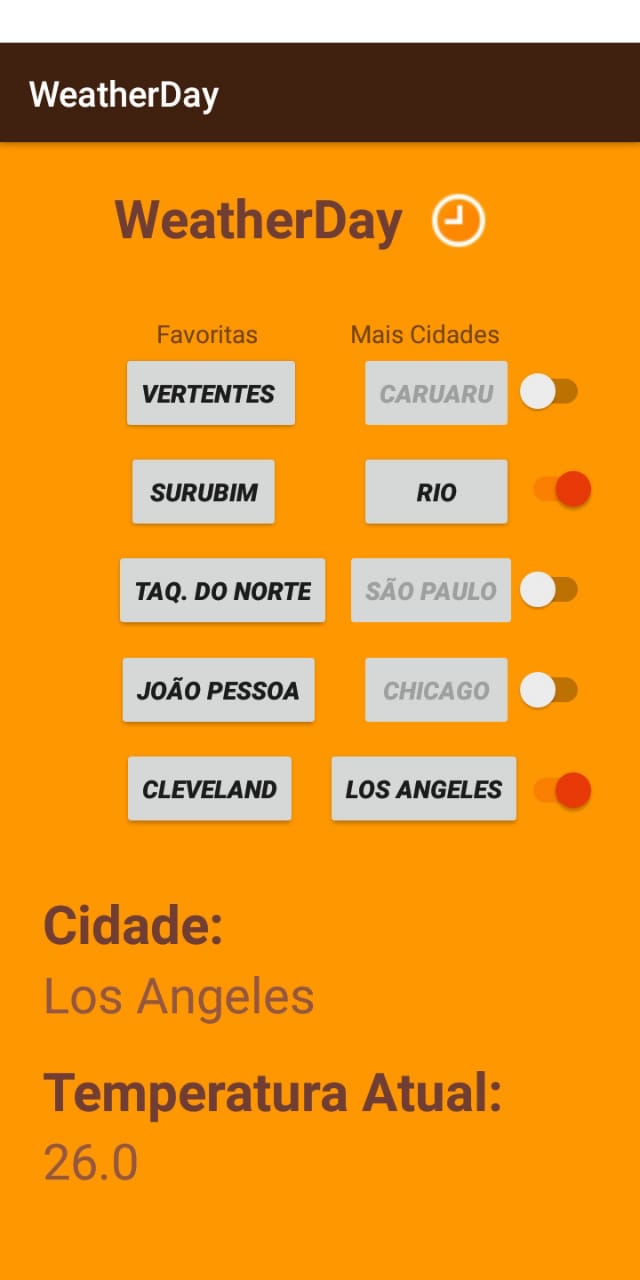 WeatherDay
WeatherDay
Favoritas Mais Cidades
VERTENTES CARUARU
SURUBIM RIO
TAQ. DO NORTE SÃO PAULO
JOÃO PESSOA CHICAGO
CLEVELAND LOS ANGELES
Cidade:
Los Angeles
Temperatura Atual:
26.0